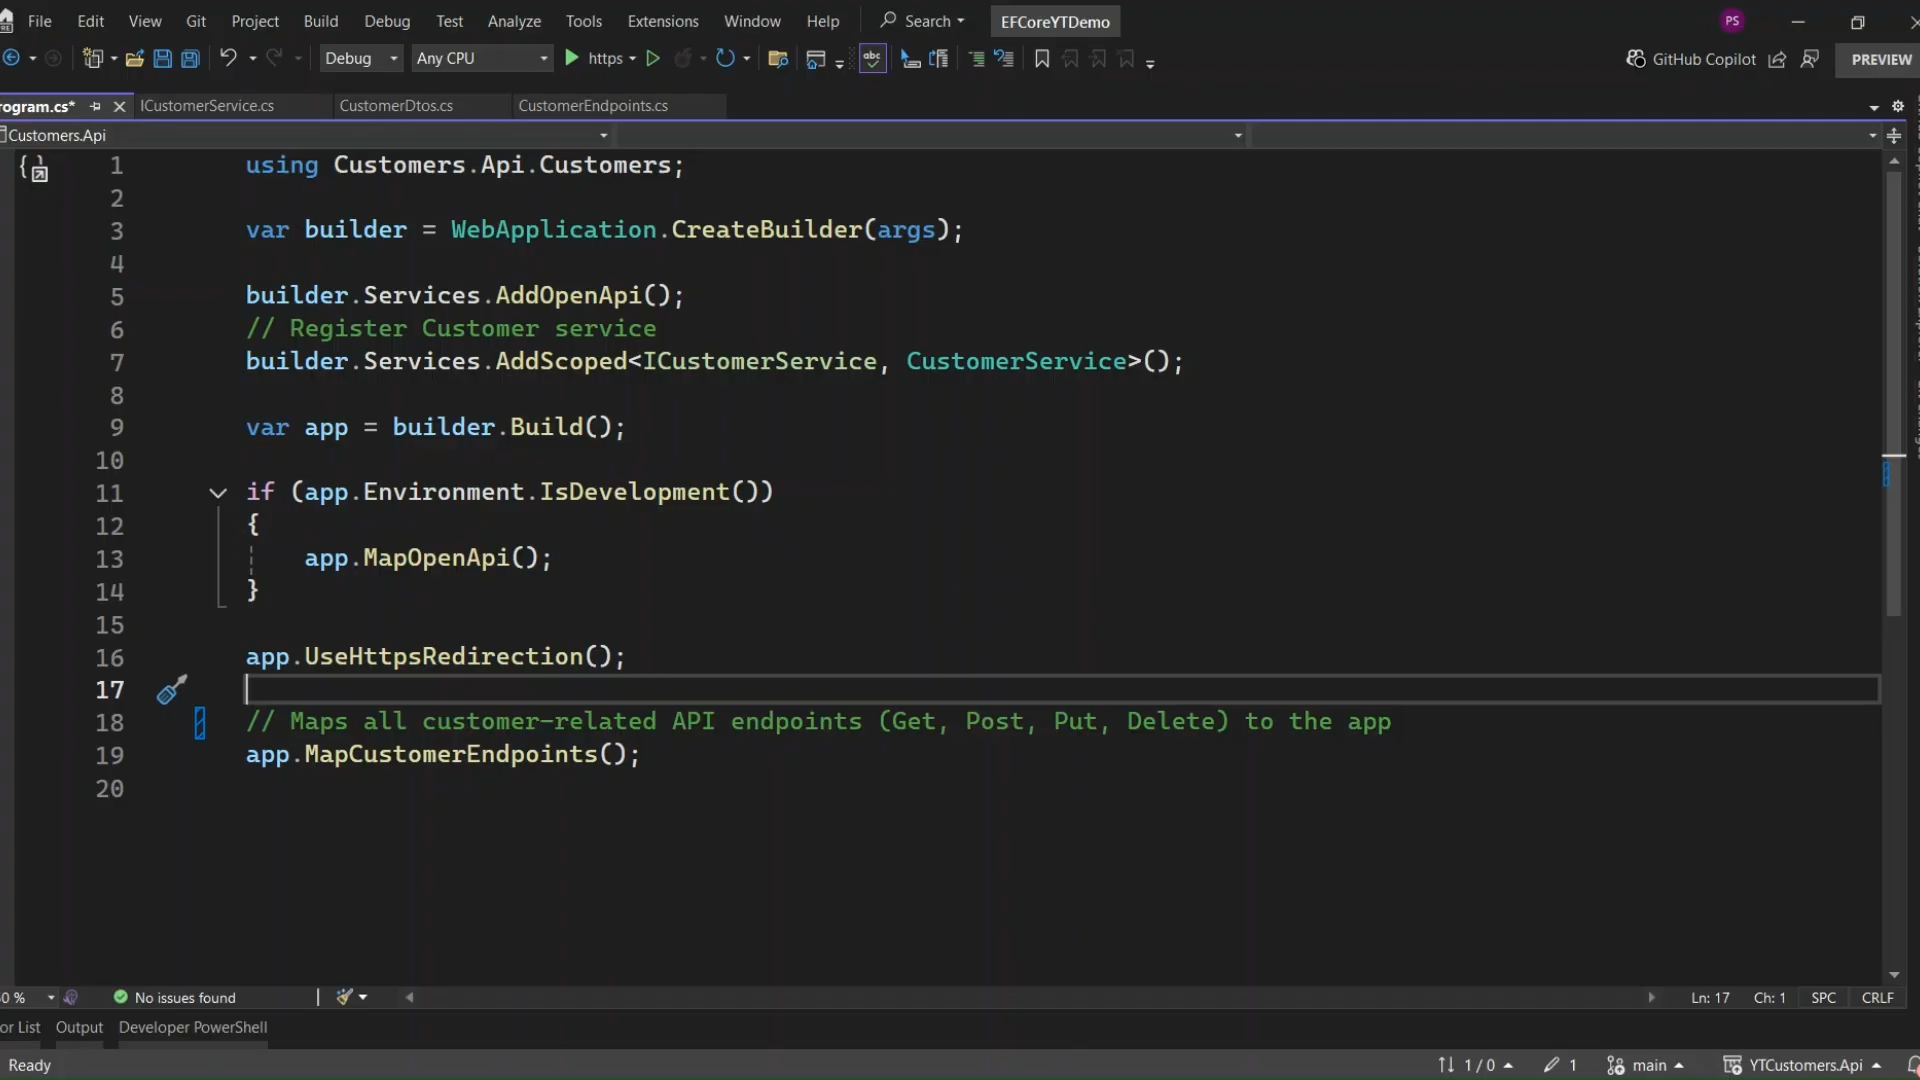 File Edit View Git Project Build Debug Test Analyze Tools Extensions Window Help Search EFCoreYTDemo PS
Debug Any CPU https abc GitHub Copilot PREVIEW
rogram.cs* ICustomerService.cs CustomerDtos.cs CustomerEndpoints.cs
Customers.Api
1 using Customers.Api.Customers;
2
3 var builder = WebApplication.CreateBuilder(args);
4
5 builder.Services.AddOpenApi();
6 // Register Customer service
7 builder.Services.AddScoped<ICustomerService, CustomerService>();
8
9 var app = builder.Build();
10
11 if (app.Environment.IsDevelopment())
12 {
13 app.MapOpenApi();
14 }
15
16 app.UseHttpsRedirection();
17
18 // Maps all customer-related API endpoints (Get, Post, Put, Delete) to the app
19 app.MapCustomerEndpoints();
20
0 % No issues found Ln: 17 Ch: 1 SPC CRLF
or List Output Developer PowerShell
Ready 1 / 0 1 main YTCustomers.Api